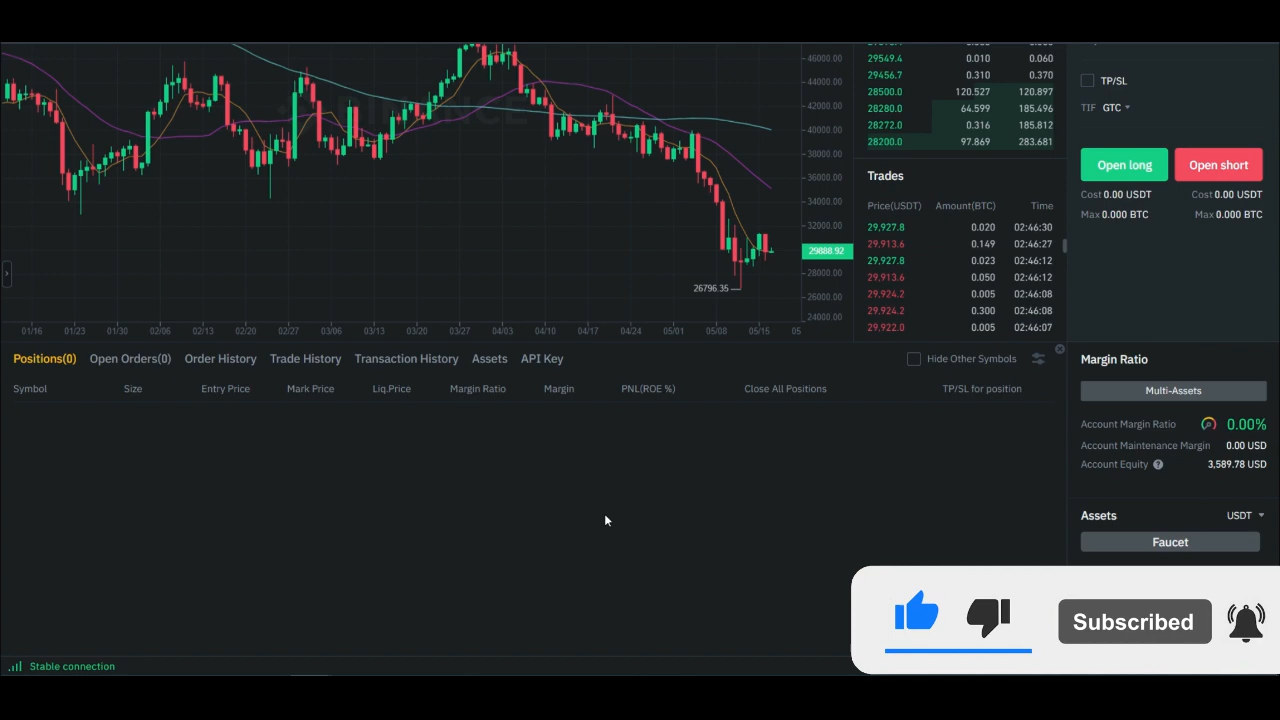 46000.00
44000.00
42000.00
40000.00
38000.00
36000.00
34000.00
32000.00
29888.92
28000.00
26000.00
24000.00
26796.35
01/16 01/23 01/30 02/06 02/13 02/20 02/27 03/06 03/13 03/20 03/27 04/03 04/10 04/17 04/24 05/01 05/08 05/15 05
29549.4 0.010 0.060
29456.7 0.310 0.370
28500.0 120.527 120.897
28280.0 64.599 185.496
28272.0 0.316 185.812
28200.0 97.869 283.681
Trades
Price(USDT) Amount(BTC) Time
29,927.8 0.020 02:46:30
29,913.6 0.149 02:46:27
29,927.8 0.023 02:46:12
29,913.6 0.050 02:46:12
29,924.2 0.005 02:46:08
29,924.2 0.300 02:46:08
29,922.0 0.005 02:46:07
TP/SL
TIF GTC
Open long Open short
Cost 0.00 USDT Cost 0.00 USDT
Max 0.000 BTC Max 0.000 BTC
Positions(0) Open Orders(0) Order History Trade History Transaction History Assets API Key Hide Other Symbols
Symbol Size Entry Price Mark Price Liq.Price Margin Ratio Margin PNL(ROE %) Close All Positions TP/SL for position
Margin Ratio
Multi-Assets
Account Margin Ratio 0.00%
Account Maintenance Margin 0.00 USD
Account Equity ? 3,589.78 USD
Assets USDT
Faucet
Subscribed
Stable connection